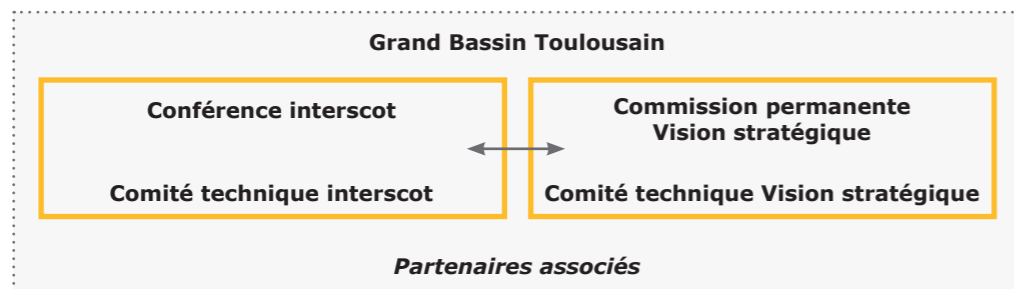 Grand Bassin Toulousain
Conférence interscot
Comité technique interscot
Commission permanente
Vision stratégique
Comité technique Vision stratégique
Partenaires associés